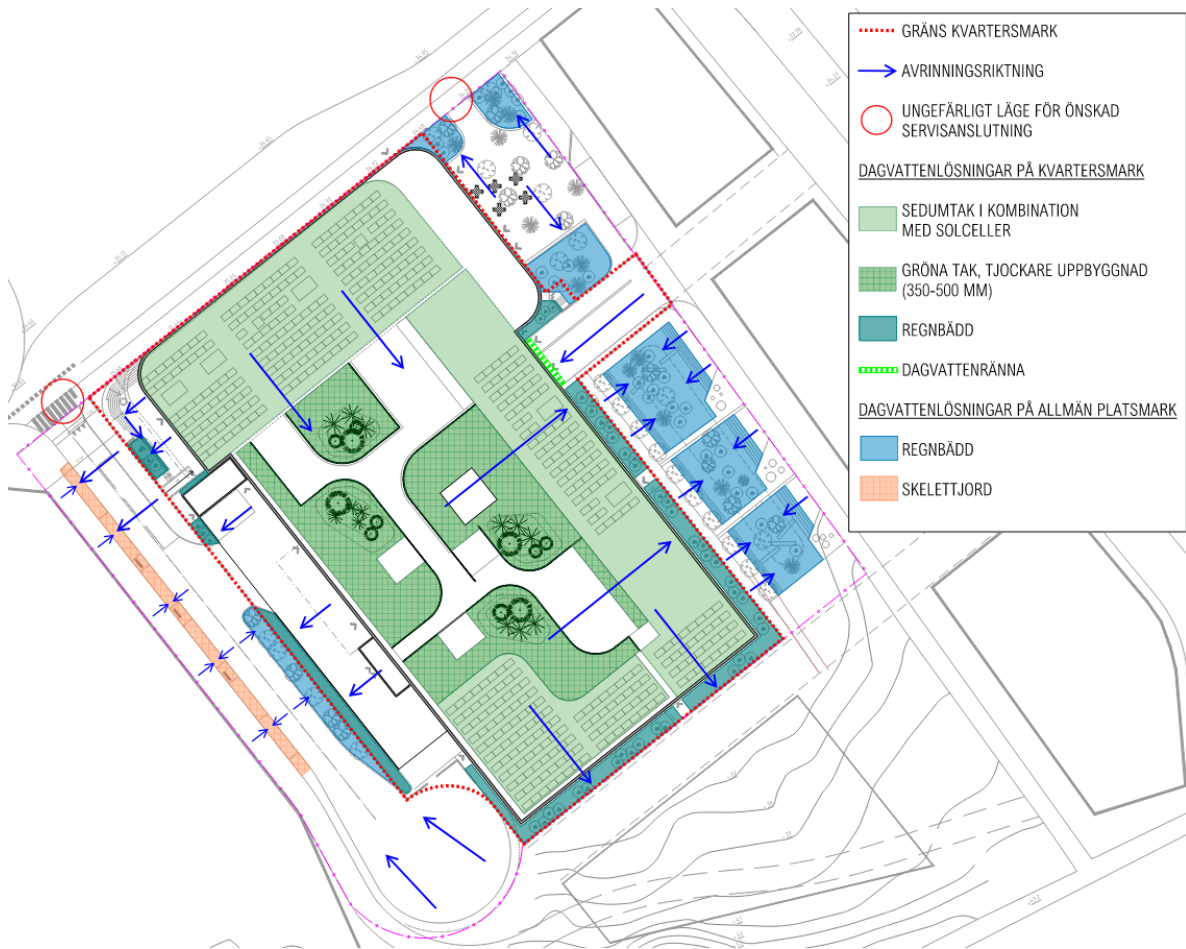 GRÄNS KVARTERSMARK
AVRINNINGSRIKTNING
UNGEFÄRLIGT LÄGE FÖR ÖNSKAD
SERVISANSLUTNING
DAGVATTENLÖSNINGAR PÅ KVARTERSMARK
SEDUMTAK I KOMBINATION
MED SOLCELLER
GRÖNA TAK, TJOCKARE UPPBYGGNAD
(350-500 MM)
REGNBÄDD
DAGVATTENRÄNNA
DAGVATTENLÖSNINGAR PÅ ALLMÄN PLATSMARK
REGNBÄDD
SKELETTJORD